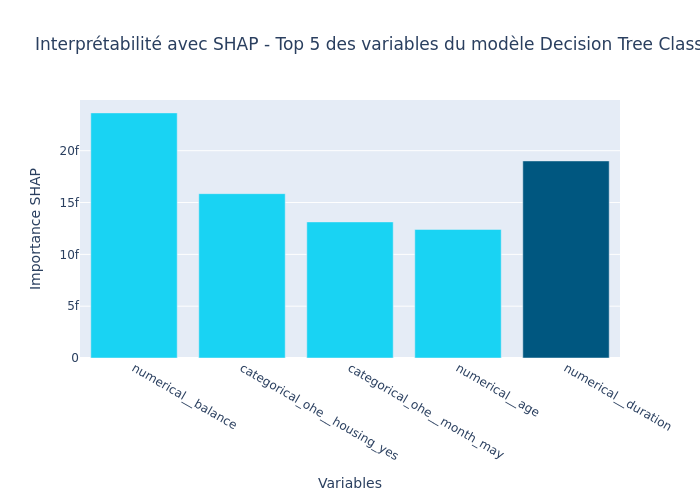 Interprétabilité avec SHAP - Top 5 des variables du modèle Decision Tree Class
Importance SHAP
20f
15f
10f
5f
0
numerical__balance
categorical_ohe__housing_yes
categorical_ohe__month_may
numerical__age
numerical__duration
Variables